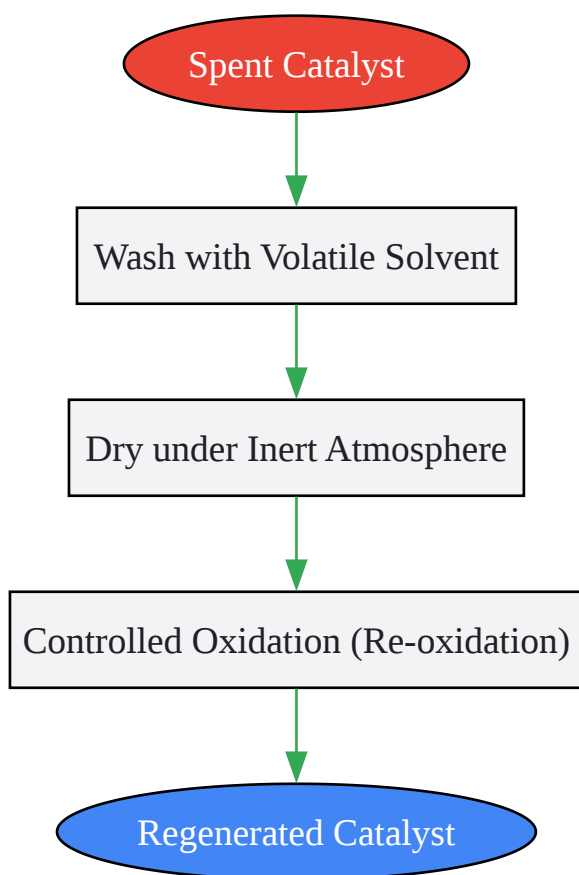 Spent Catalyst
Wash with Volatile Solvent
Dry under Inert Atmosphere
Controlled Oxidation (Re-oxidation)
Regenerated Catalyst